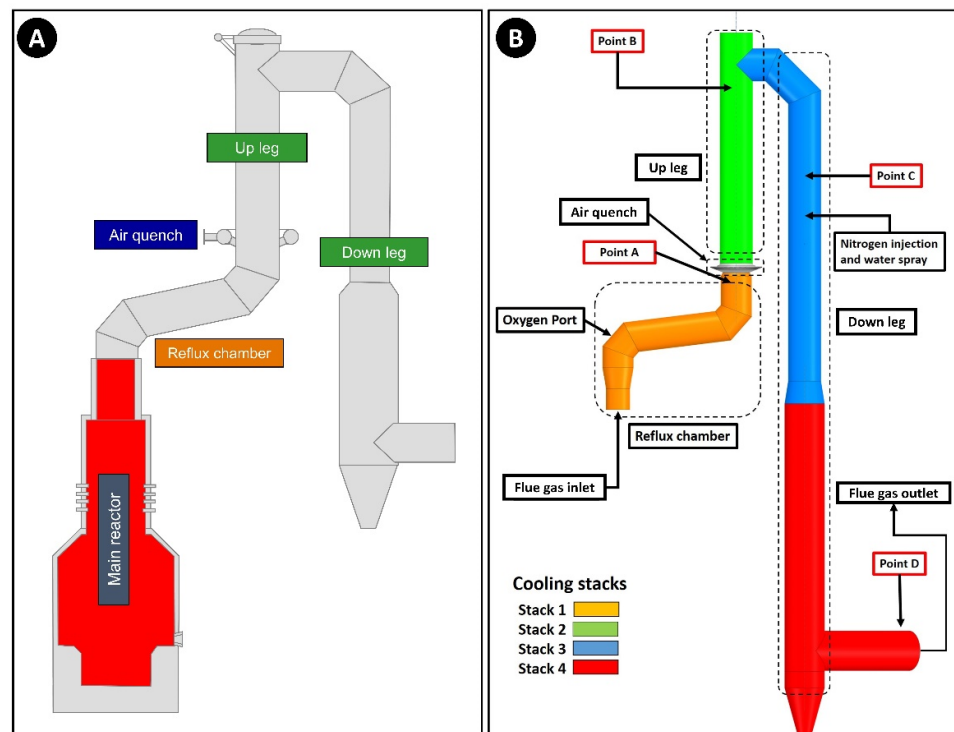 A
Up leg
Air quench
Down leg
Reflux chamber
Main reactor
B
Point B
Up leg
Point C
Air quench
Nitrogen injection
and water spray
Point A
Oxygen Port
Down leg
Reflux chamber
Flue gas inlet
Flue gas outlet
Point D
Cooling stacks
Stack 1
Stack 2
Stack 3
Stack 4